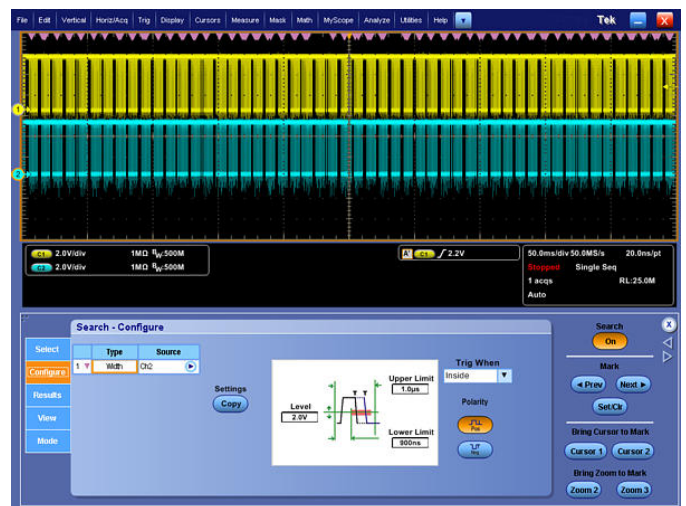 File Edit Vertical Horiz/Acq Trig Display Cursors Measure Mask Math MyScope Analyze Utilities Help Tek X
1
2
C1 2.0V/div 1MΩ BW:500M
C2 2.0V/div 1MΩ BW:500M
A' C1 2.2V
50.0ms/div 50.0MS/s 20.0ns/pt
Stopped Single Seq
1 acqs RL:25.0M
Auto
Search - Configure
Select
Configure
Results
View
Mode
Type Source
1 Width Ch2
Settings
Copy
Level
2.0V
Upper Limit
1.0µs
Lower Limit
900ns
Trig When
Inside
Polarity
Pos
Neg
Search
On
X
Mark
Prev Next
Set/Clr
Bring Cursor to Mark
Cursor 1 Cursor 2
Bring Zoom to Mark
Zoom 2 Zoom 3